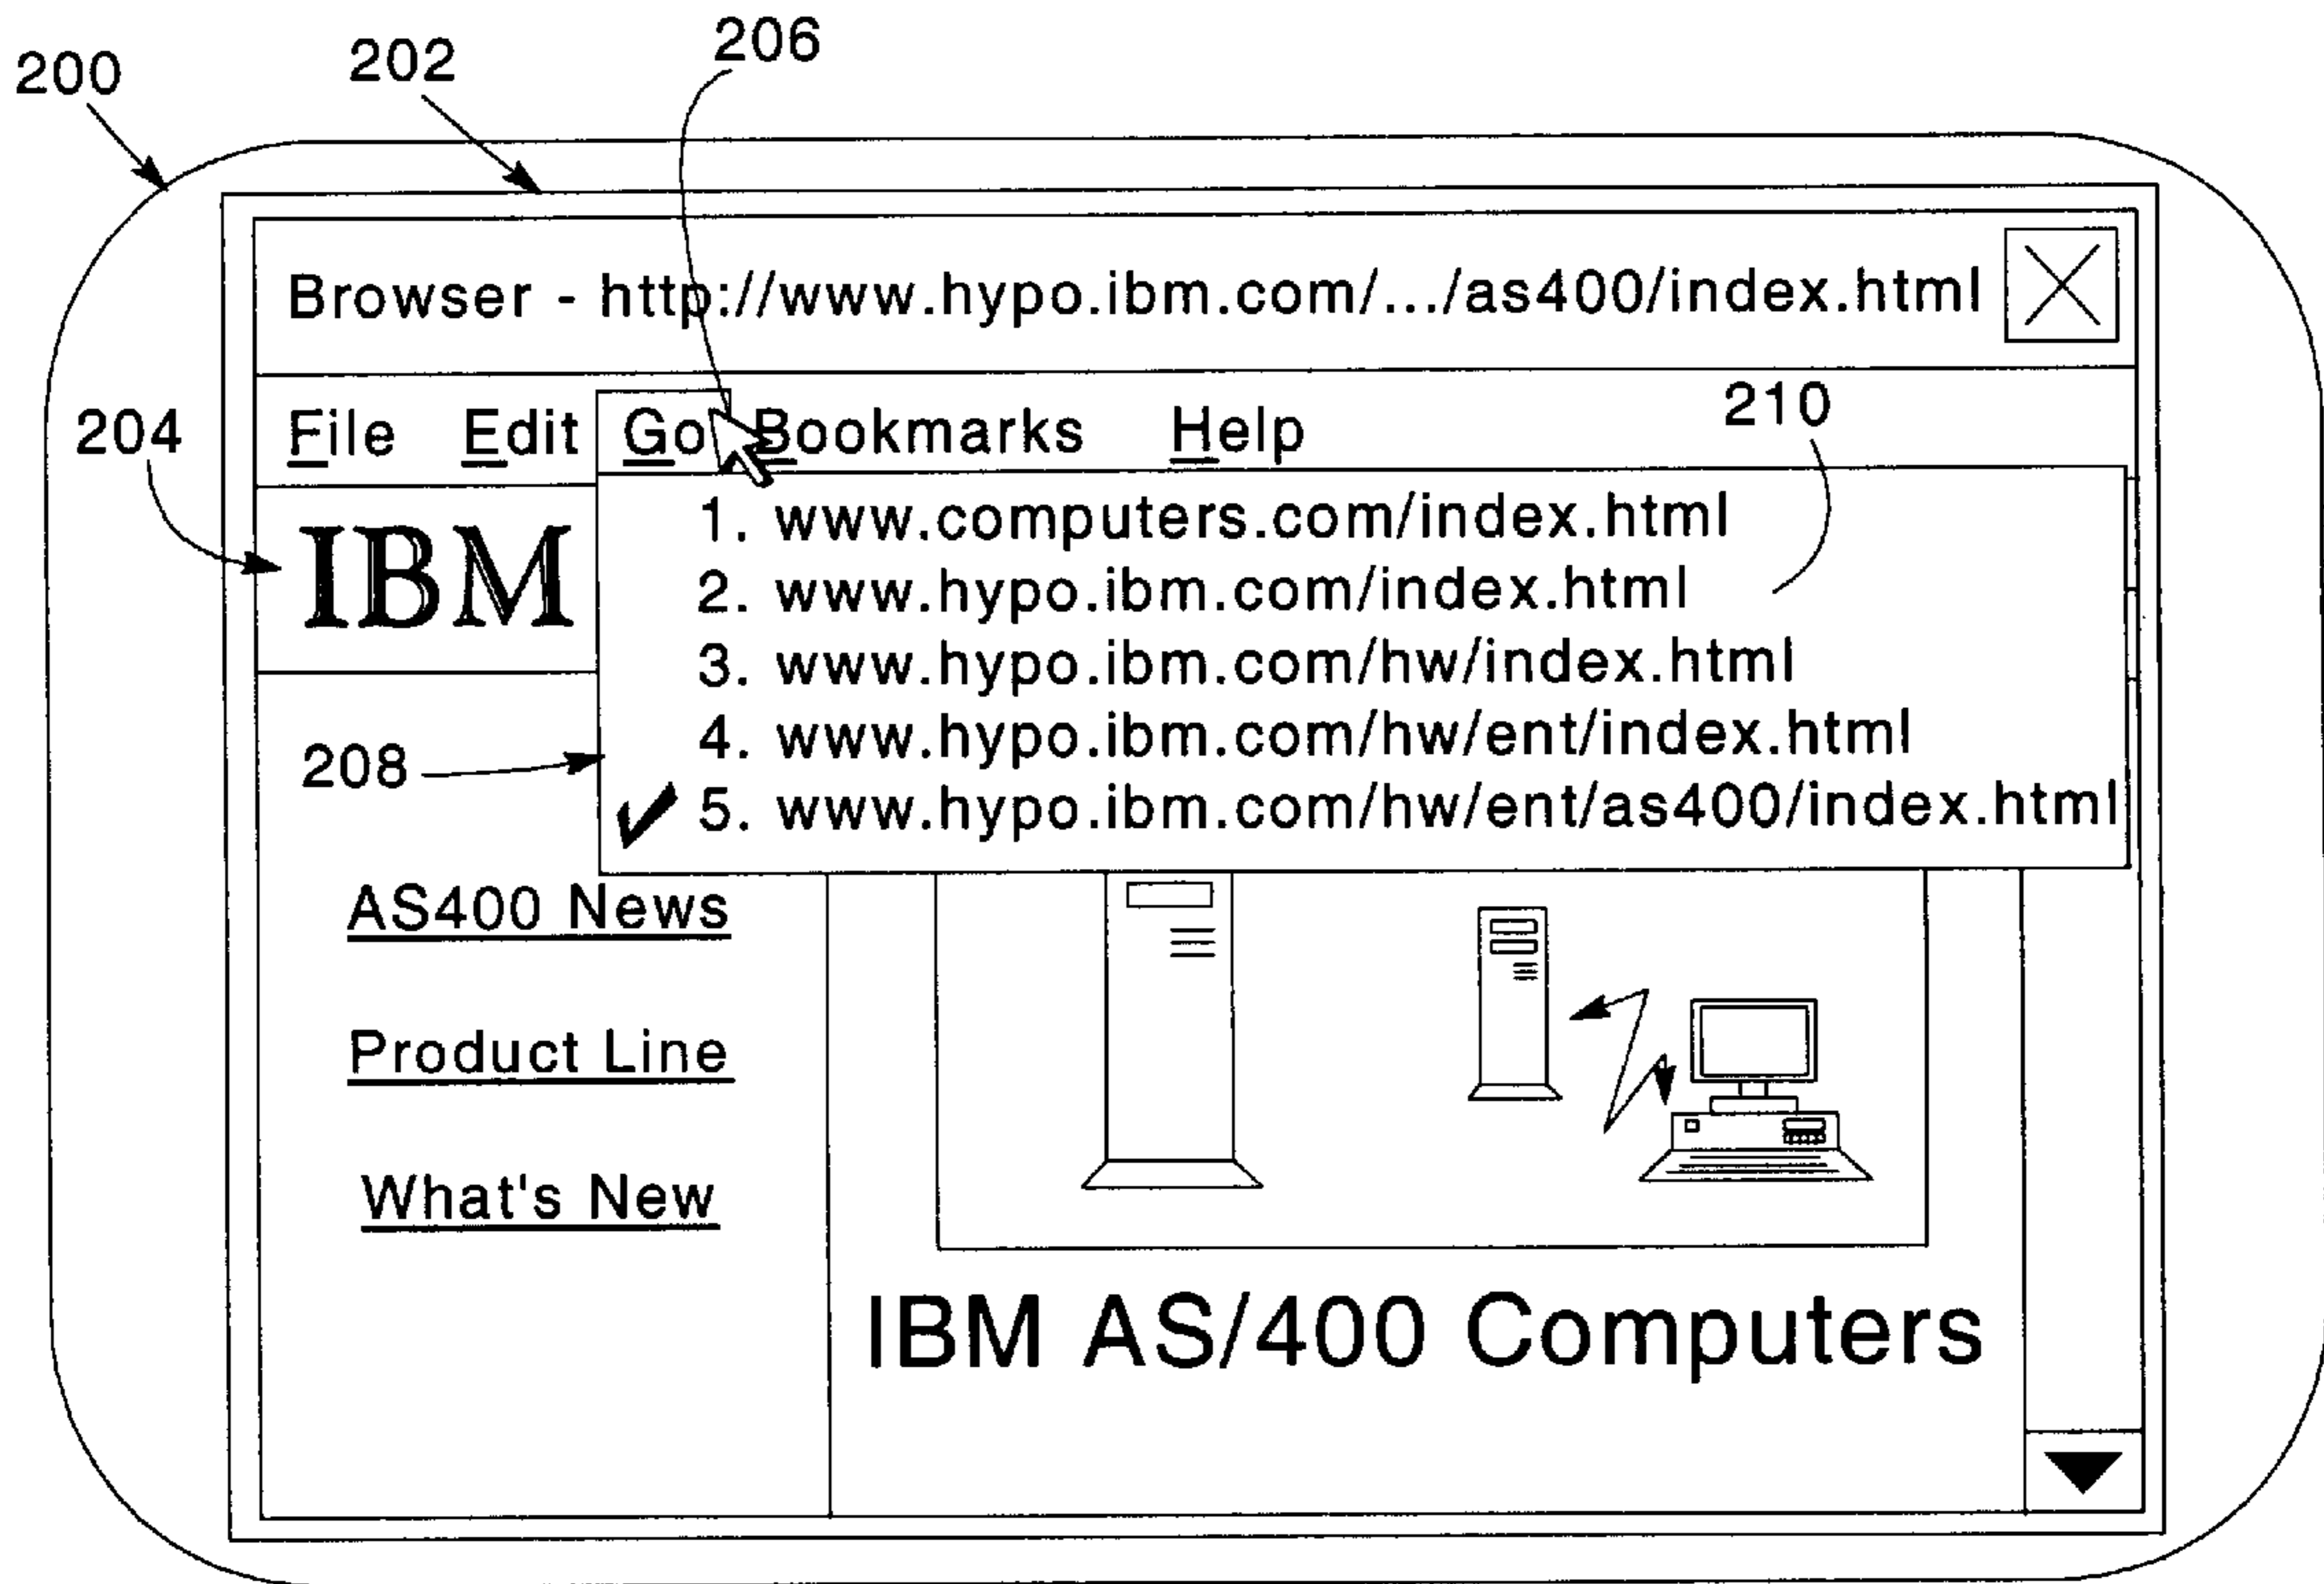 200
202
206
Browser - http://www.hypo.ibm.com/.../as400/index.html
204
File Edit Go Bookmarks Help
210
IBM
1. www.computers.com/index.html
2. www.hypo.ibm.com/index.html
3. www.hypo.ibm.com/hw/index.html
4. www.hypo.ibm.com/hw/ent/index.html
208
✓ 5. www.hypo.ibm.com/hw/ent/as400/index.html
AS400 News
Product Line
What's New
IBM AS/400 Computers